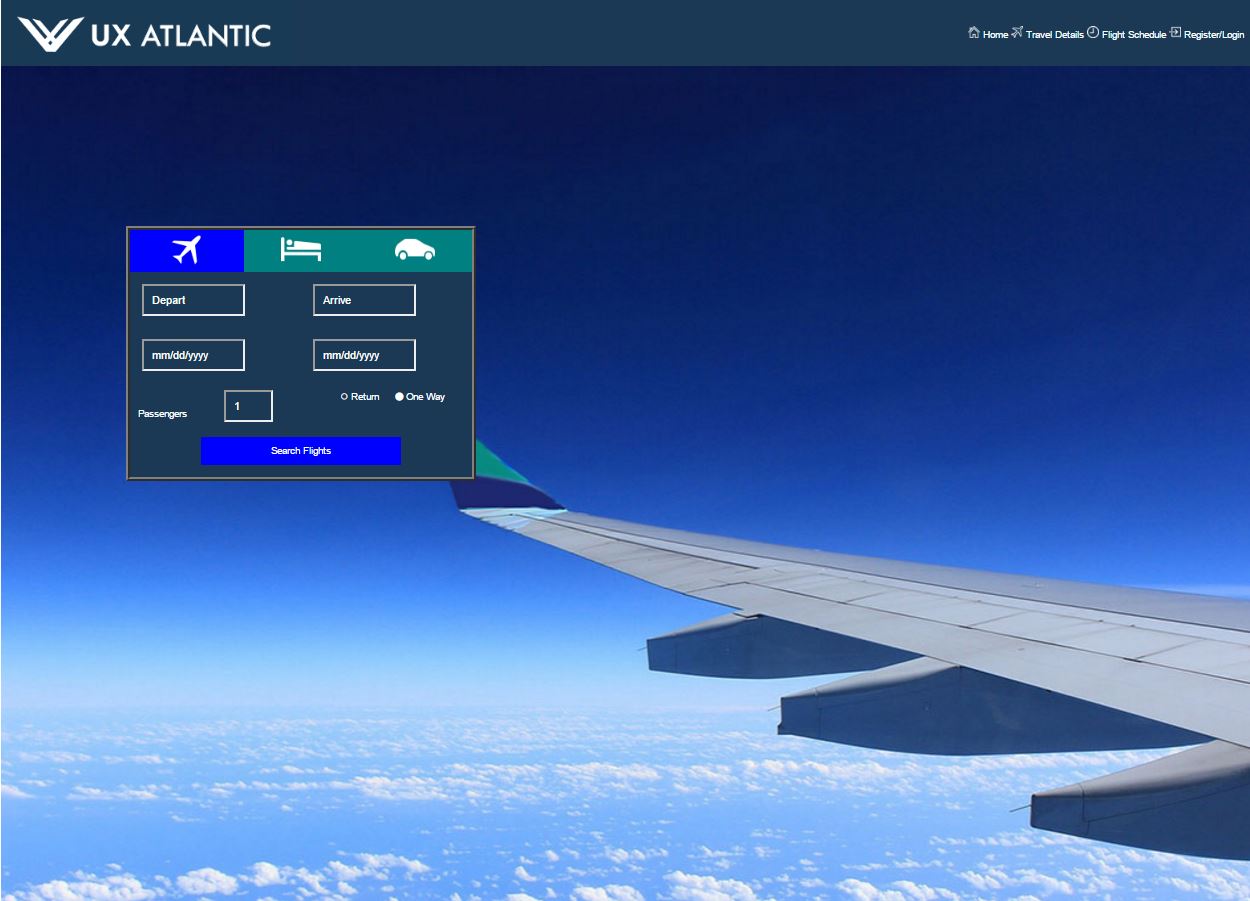 UX ATLANTIC
Home Travel Details Flight Schedule Register/Login
Depart Arrive
mm/dd/yyyy mm/dd/yyyy
Passengers 1 Return One Way
Search Flights